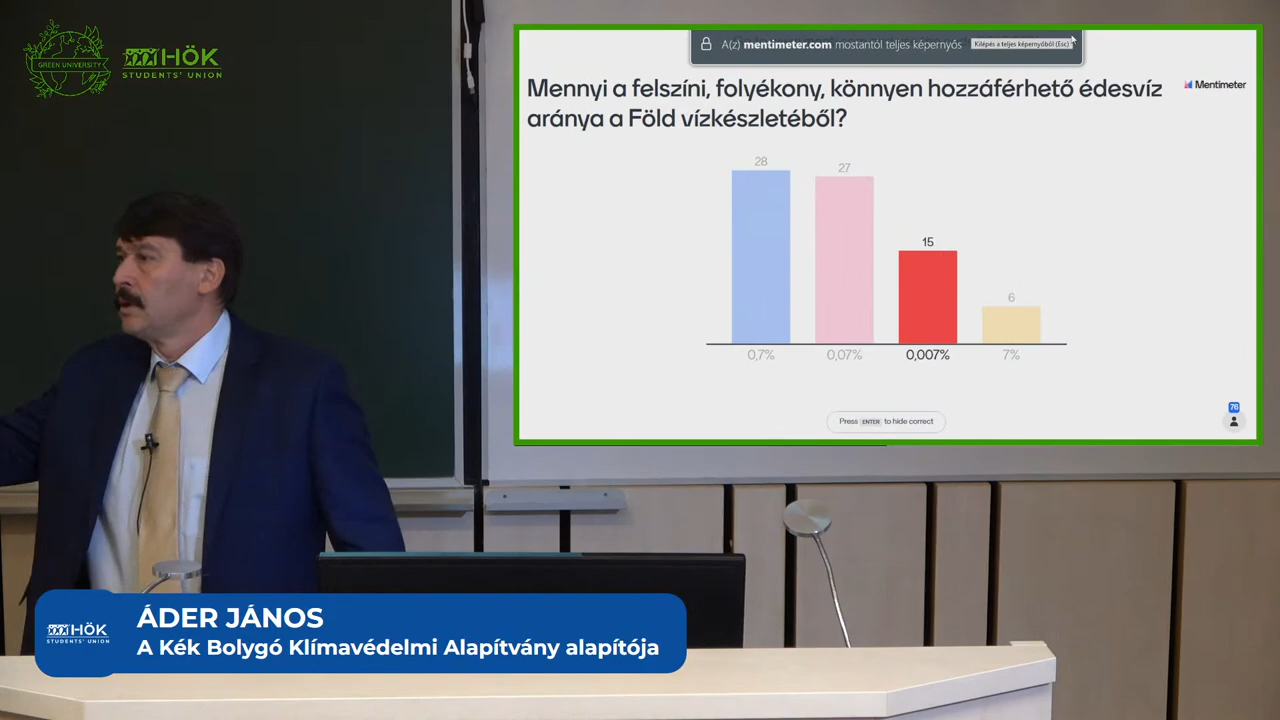 GREEN UNIVERSITY
HÖK
STUDENTS' UNION
A(z) mentimeter.com mostantól teljes képernyős
Kilépés a teljes képernyőből (Esc)
Mennyi a felszíni, folyékony, könnyen hozzáférhető édesvíz
aránya a Föld vízkészletéből?
Mentimeter
28
27
15
6
0,7%
0,07%
0,007%
7%
Press ENTER to hide correct
76
HÖK
STUDENTS' UNION
ÁDER JÁNOS
A Kék Bolygó Klímavédelmi Alapítvány alapítója